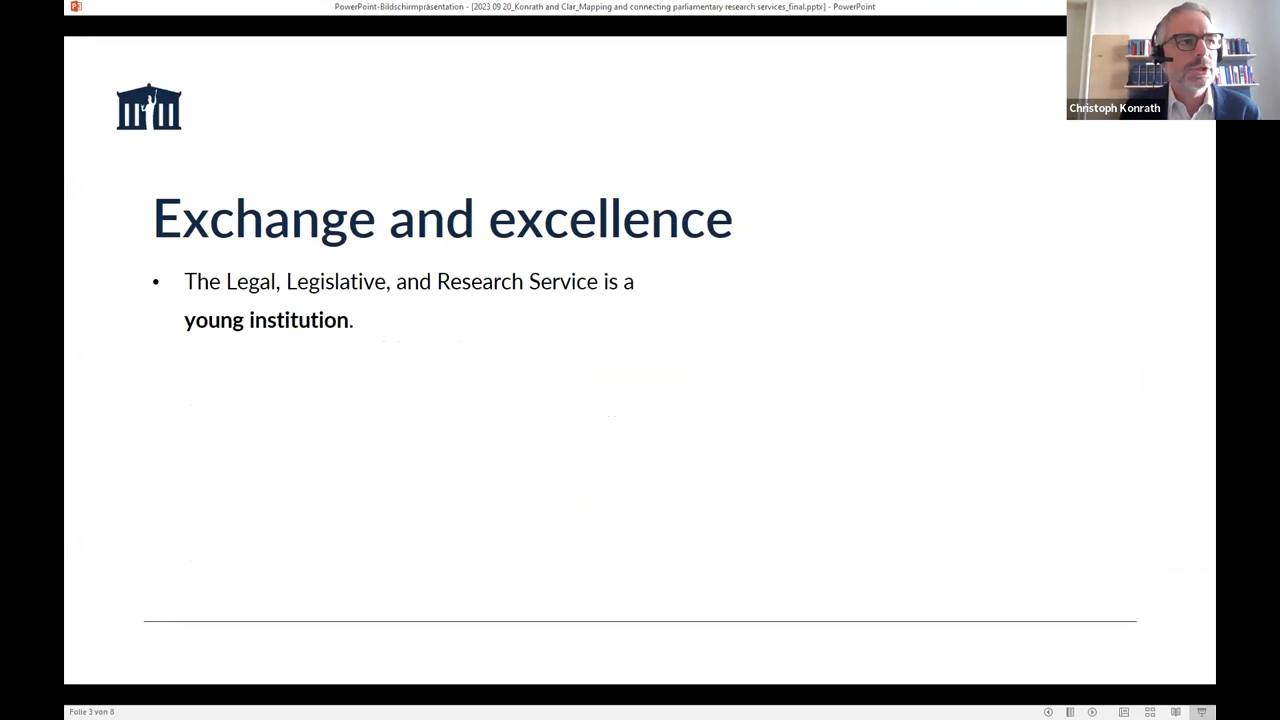 PowerPoint-Bildschirmpräsentation - [2023 09 20_Konrath and Clar_Mapping and connecting parliamentary research services_final.pptx] - PowerPoint
Christoph Konrath
Exchange and excellence
• The Legal, Legislative, and Research Service is a
young institution.
Folie 3 von 8